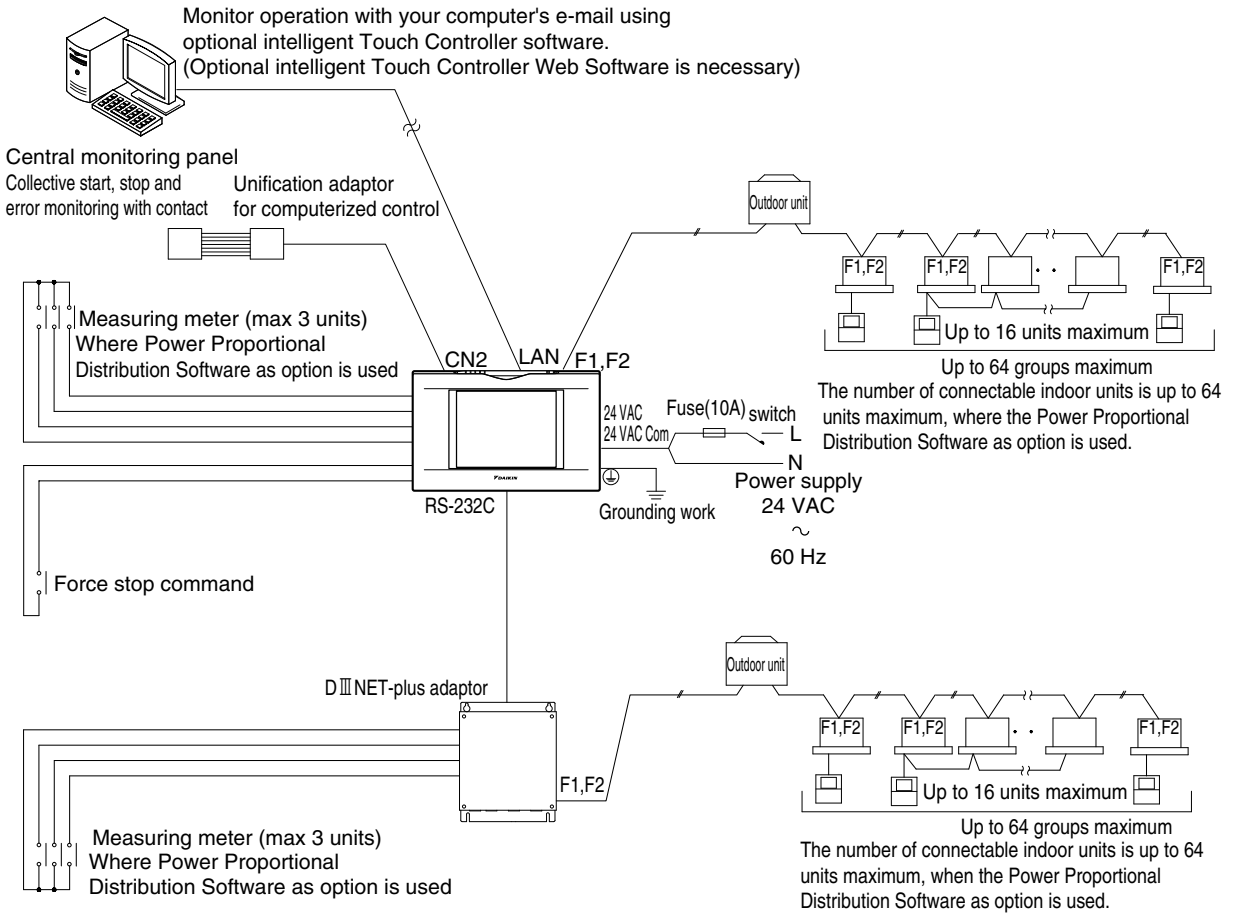 Monitor operation with your computer's e-mail using
optional intelligent Touch Controller software.
(Optional intelligent Touch Controller Web Software is necessary)
Central monitoring panel
Collective start, stop and
error monitoring with contact
Unification adaptor
for computerized control
Outdoor unit
F1,F2
F1,F2
F1,F2
Up to 16 units maximum
Up to 64 groups maximum
The number of connectable indoor units is up to 64
units maximum, where the Power Proportional
Distribution Software as option is used.
Measuring meter (max 3 units)
Where Power Proportional
Distribution Software as option is used
CN2
LAN
F1,F2
24 VAC
24 VAC Com
Fuse(10A)
switch
L
N
Power supply
24 VAC
~
60 Hz
DAIKIN
RS-232C
Grounding work
Force stop command
DⅢNET-plus adaptor
Outdoor unit
F1,F2
F1,F2
F1,F2
F1,F2
Up to 16 units maximum
Up to 64 groups maximum
The number of connectable indoor units is up to 64
units maximum, when the Power Proportional
Distribution Software as option is used.
Measuring meter (max 3 units)
Where Power Proportional
Distribution Software as option is used